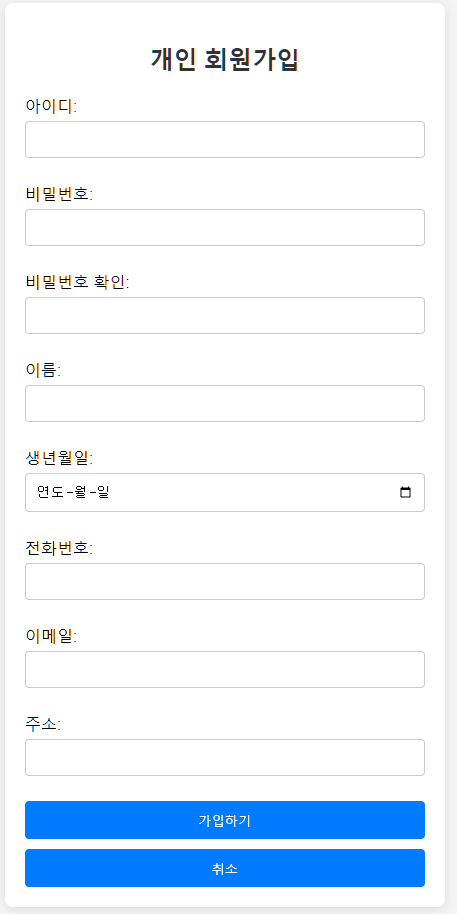 개인 회원가입
아이디:
비밀번호:
비밀번호 확인:
이름:
생년월일:
연도-월-일
전화번호:
이메일:
주소:
가입하기
취소